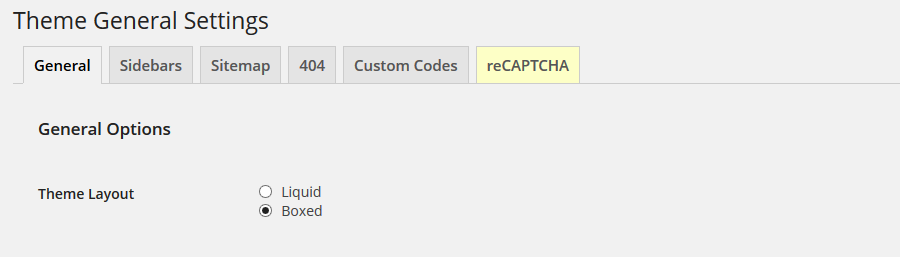 Theme General Settings
General Sidebars Sitemap 404 Custom Codes reCAPTCHA
General Options
Theme Layout Liquid
Boxed